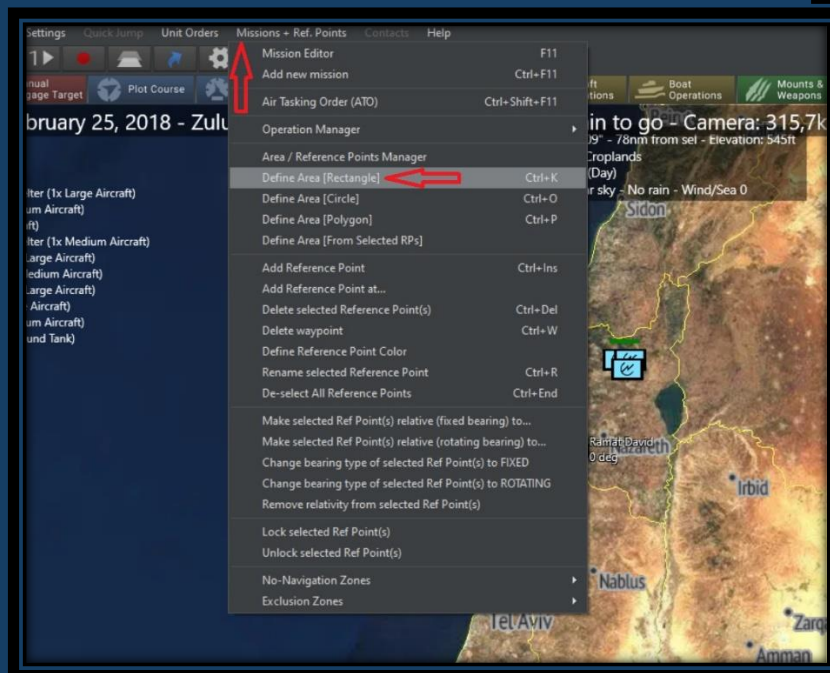 Settings Quick Jump Unit Orders Missions + Ref. Points Contacts Help
1
Plot Course
gage Target
Boat Operations
Mounts & Weapons
bruary 25, 2018 - Zulu
in to go - Camera: 315,7k
09" - 78nm from sel - Elevation: 545ft
Croplands
(Day)
r sky - No rain - Wind/Sea 0
lter (1x Large Aircraft)
um Aircraft)
ft)
lter (1x Medium Aircraft)
Large Aircraft)
Medium Aircraft)
Large Aircraft)
Aircraft)
um Aircraft)
und Tank)
Mission Editor F11
Add new mission Ctrl+F11
Air Tasking Order (ATO) Ctrl+Shift+F11
Operation Manager
Area / Reference Points Manager
Define Area [Rectangle] Ctrl+K
Define Area [Circle] Ctrl+O
Define Area [Polygon] Ctrl+P
Define Area [From Selected RPs]
Add Reference Point Ctrl+Ins
Add Reference Point at...
Delete selected Reference Point(s) Ctrl+Del
Delete waypoint Ctrl+W
Define Reference Point Color
Rename selected Reference Point Ctrl+R
De-select All Reference Points Ctrl+End
Make selected Ref Point(s) relative (fixed bearing) to...
Make selected Ref Point(s) relative (rotating bearing) to...
Change bearing type of selected Ref Point(s) to FIXED
Change bearing type of selected Ref Point(s) to ROTATING
Remove relativity from selected Ref Point(s)
Lock selected Ref Point(s)
Unlock selected Ref Point(s)
No-Navigation Zones
Exclusion Zones
Sidon
Ramat David
0 deg
Nazareth
Irbid
Nablus
Tel Aviv
Zarq
Amman